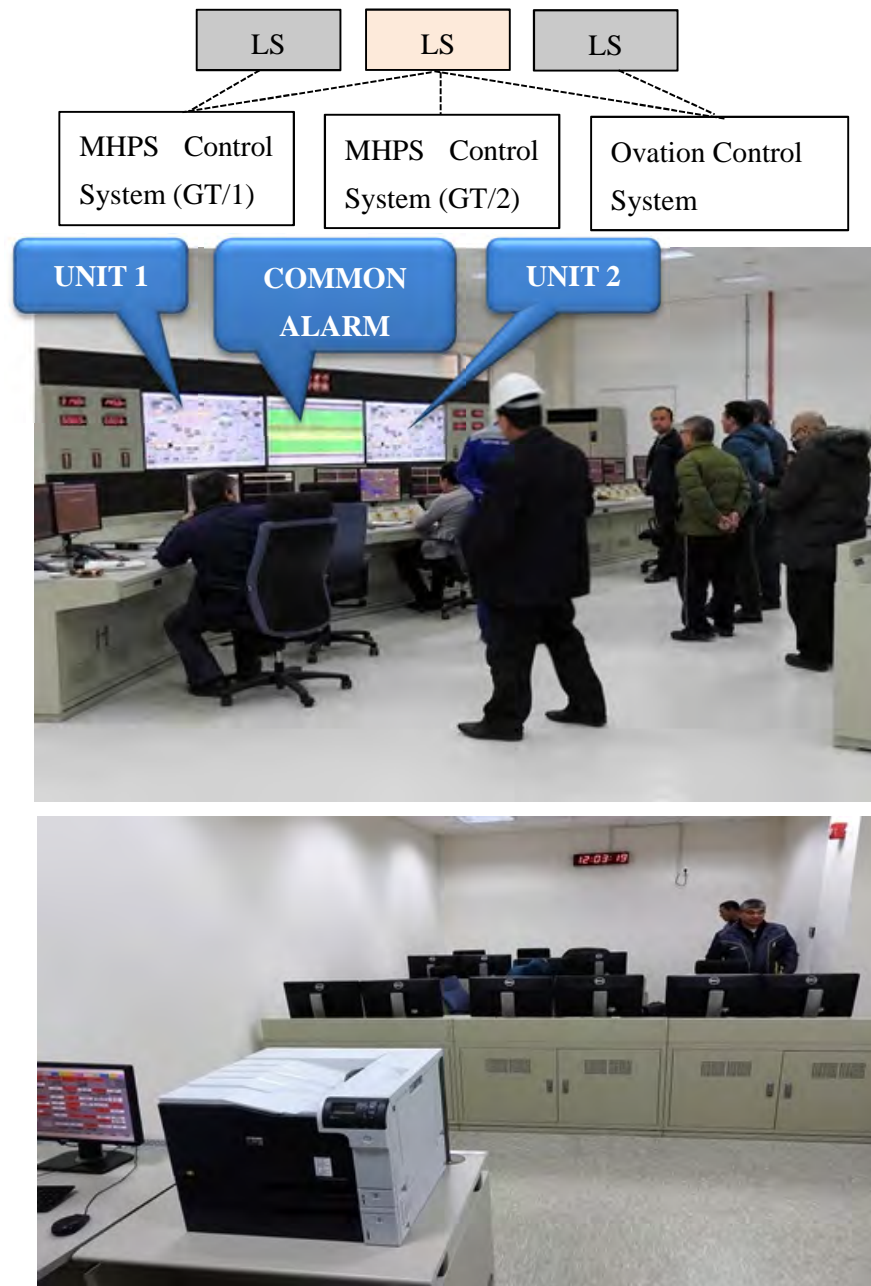 LS LS LS
MHPS Control
System (GT/1)
MHPS Control
System (GT/2)
Ovation Control
System
UNIT 1
COMMON
ALARM
UNIT 2
12:03:19